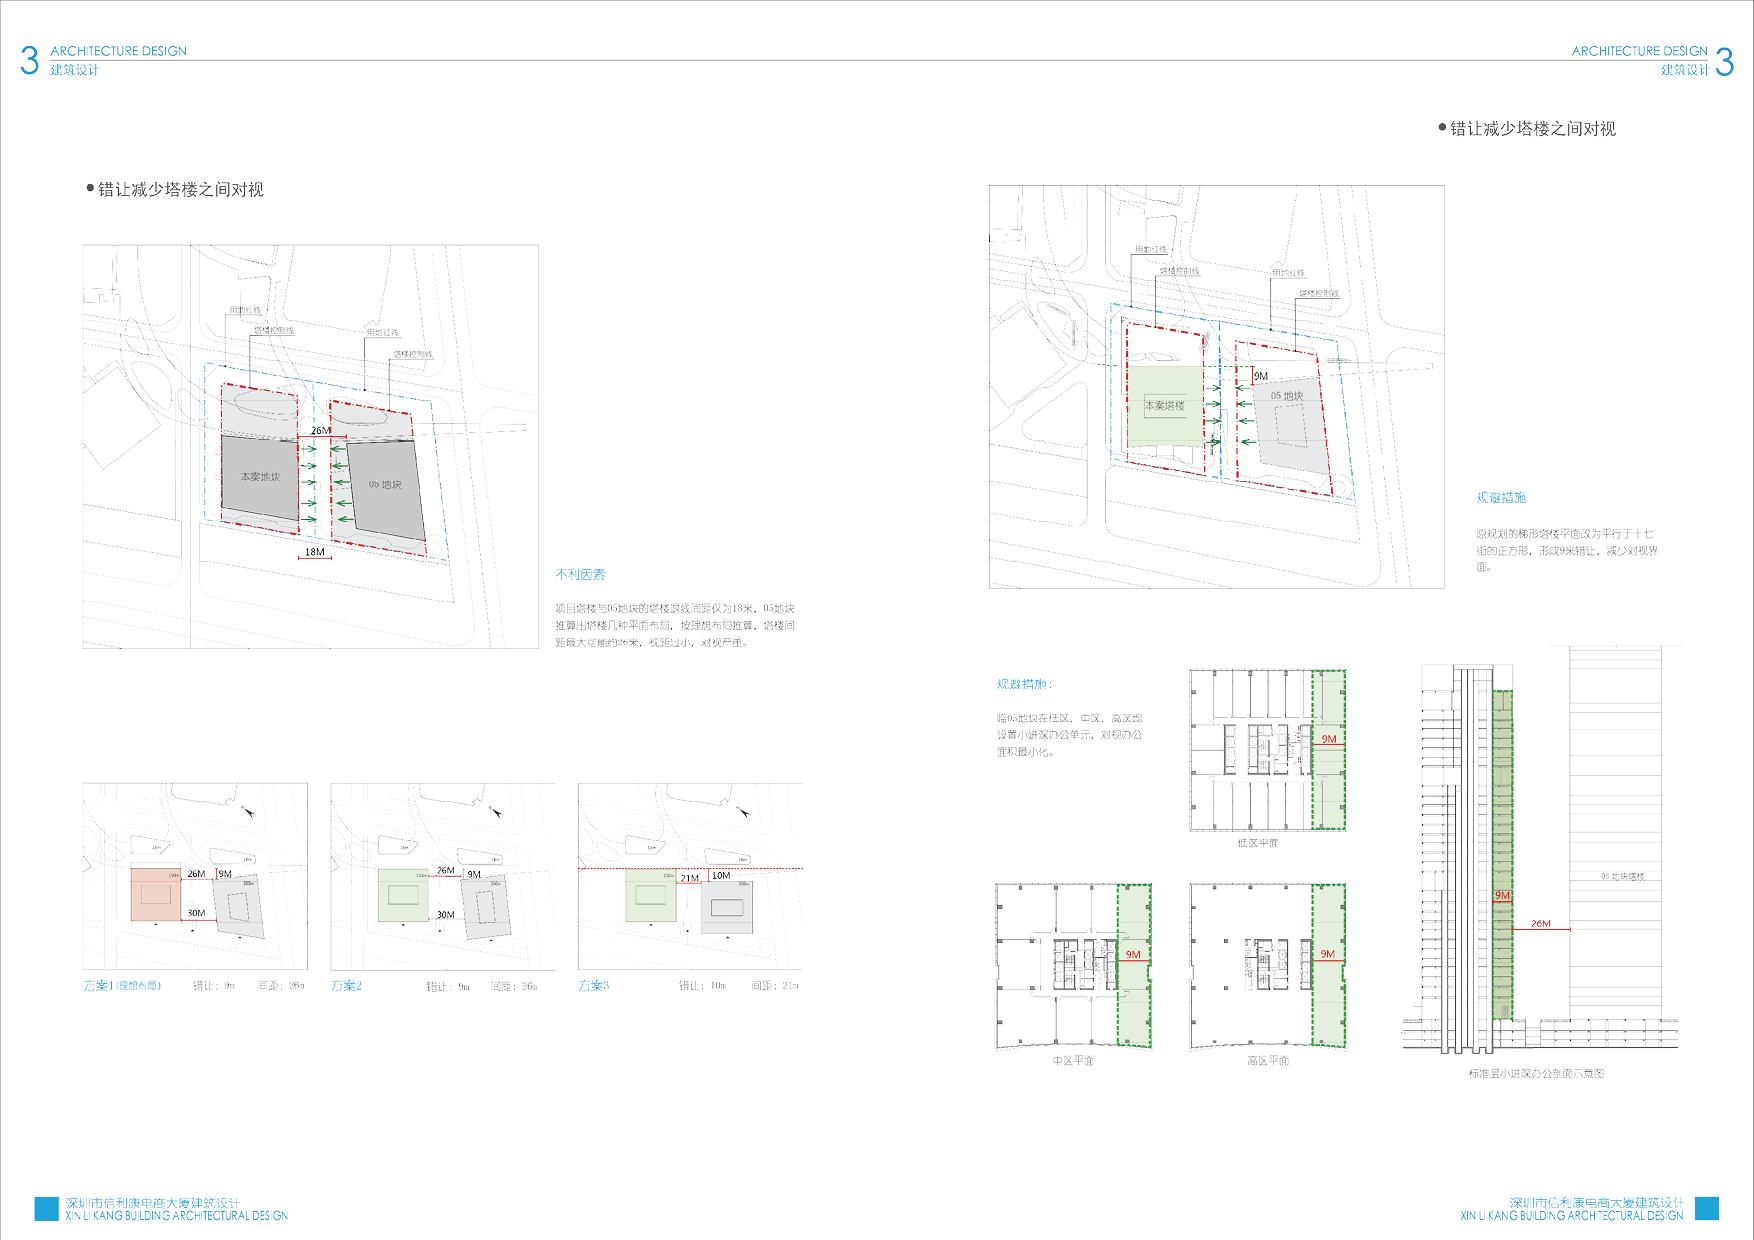 3
ARCHITECTURE DESIGN
建筑设计
ARCHITECTURE DESIGN
建筑设计
3
●错让减少塔楼之间对视
用地红线
塔楼控制线
用地红线
塔楼控制线
26M
本案地块
05 地块
18M
不利因素
项目塔楼与05地块的塔楼退线间距仅为18米，05地块
推算出塔楼几种平面布局，按理想布局推算，塔楼间
距最大可能约26米，视距过小，对视严重。
26M
9M
30M
方案1(理想布局)
错让：9m
间距：26m
26M
9M
30M
方案2
错让：9m
间距：26m
21M
10M
方案3
错让：10m
间距：21m
●错让减少塔楼之间对视
用地红线
塔楼控制线
用地红线
塔楼控制线
9M
本案塔楼
05 地块
规避措施
原规划的梯形塔楼平面改为平行于十七
街的正方形，形成9米错让，减少对视界
面。
规避措施：
临05地块在低区、中区、高区均
设置小进深办公单元，对视办公
面积最小化。
9M
低区平面
9M
中区平面
9M
高区平面
05 地块塔楼
9M
26M
标准层小进深办公剖面示意图
深圳市信利康电商大厦建筑设计
XIN LI KANG BUILDING ARCHITECTURAL DESIGN
深圳市信利康电商大厦建筑设计
XIN LI KANG BUILDING ARCHITECTURAL DESIGN